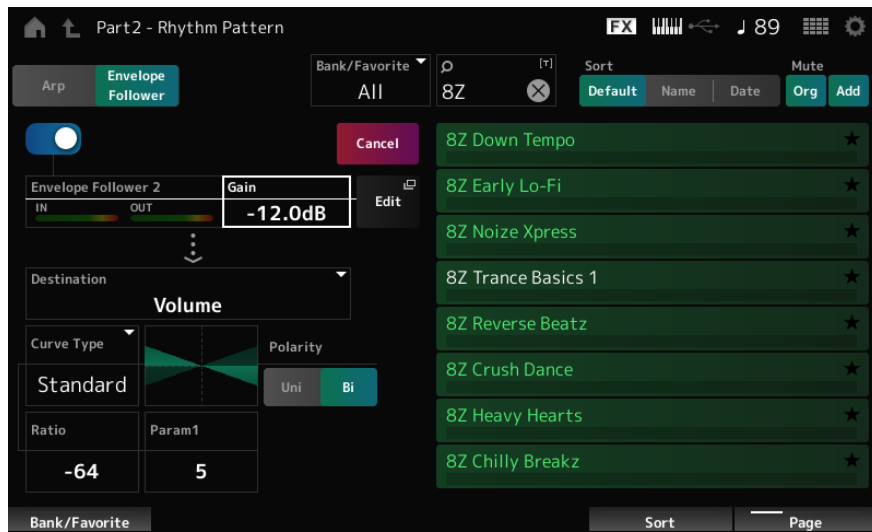 Part2 - Rhythm Pattern FX 89
Arp Envelope Follower
Bank/Favorite All
8Z [T]
Sort Default Name Date
Mute Org Add
Cancel
Envelope Follower 2 IN OUT
Gain -12.0dB
Edit
Destination
Volume
Curve Type
Standard
Polarity
Uni Bi
Ratio Param1
-64 5
8Z Down Tempo
8Z Early Lo-Fi
8Z Noize Xpress
8Z Trance Basics 1
8Z Reverse Beatz
8Z Crush Dance
8Z Heavy Hearts
8Z Chilly Breakz
Bank/Favorite Sort Page